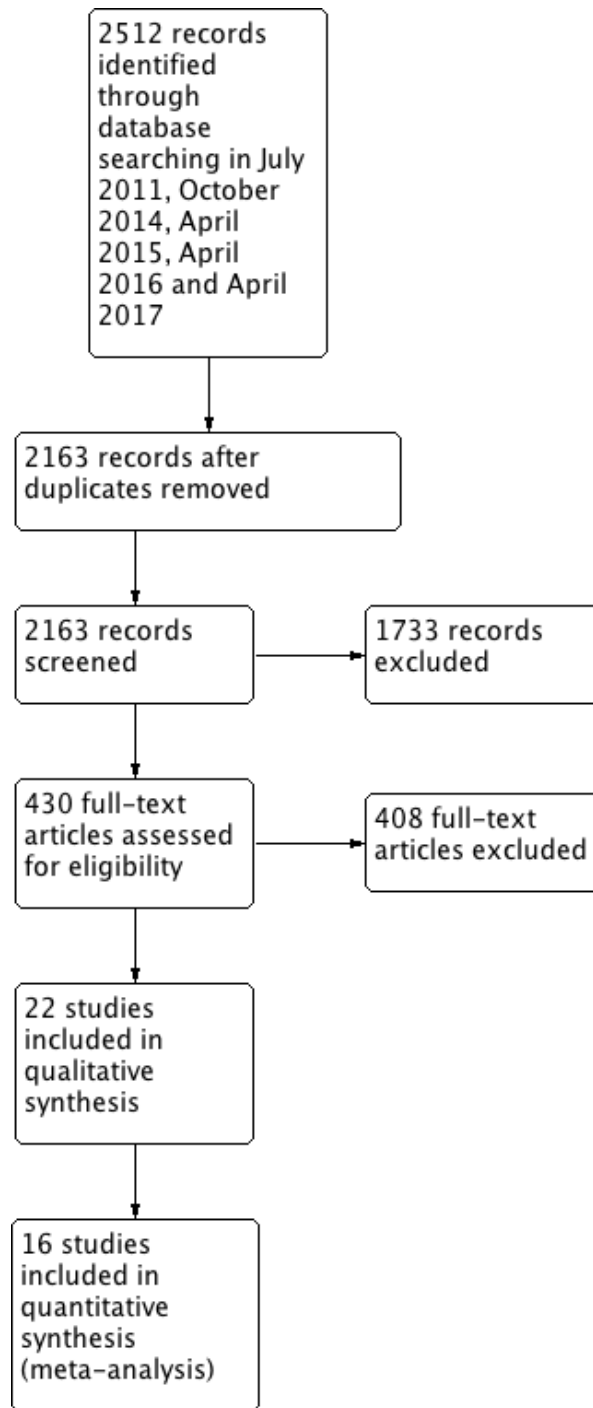 2512 records
identified
through
database
searching in July
2011, October
2014, April
2015, April
2016 and April
2017
2163 records after
duplicates removed
2163 records
screened
1733 records
excluded
430 full-text
articles assessed
for eligibility
408 full-text
articles excluded
22 studies
included in
qualitative
synthesis
16 studies
included in
quantitative
synthesis
(meta-analysis)